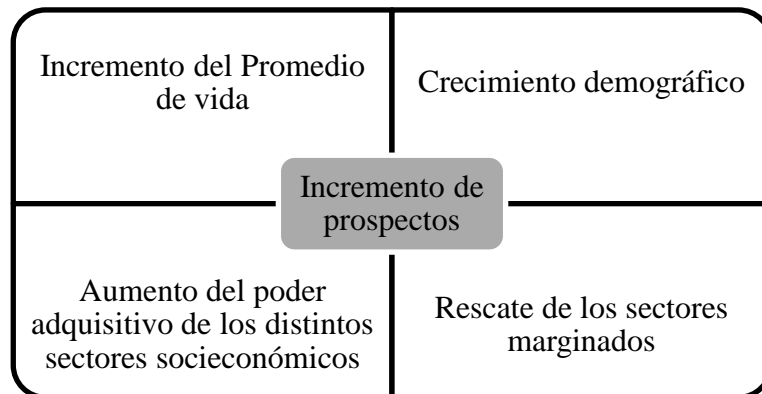 Incremento del Promedio
de vida
Crecimiento demográfico
Incremento de
prospectos
Aumento del poder
adquisitivo de los distintos
sectores socieconómicos
Rescate de los sectores
marginados